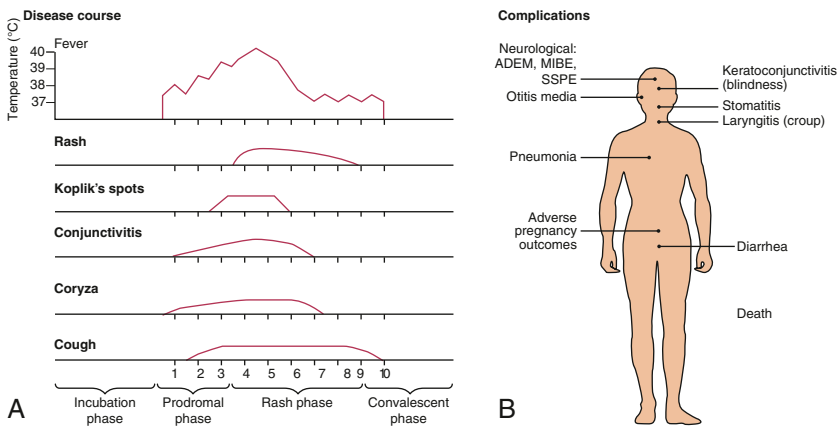 Disease course
Temperature (°C)
Fever
40
39
38
37
Rash
Koplik's spots
Conjunctivitis
Coryza
Cough
1 2 3 4 5 6 7 8 9 10
Incubation
phase
Prodromal
phase
Rash phase
Convalescent
phase
A
Complications
Neurological:
ADEM, MIBE,
SSPE
Otitis media
Pneumonia
Adverse
pregnancy
outcomes
Keratoconjunctivitis
(blindness)
Stomatitis
Laryngitis (croup)
Diarrhea
Death
B